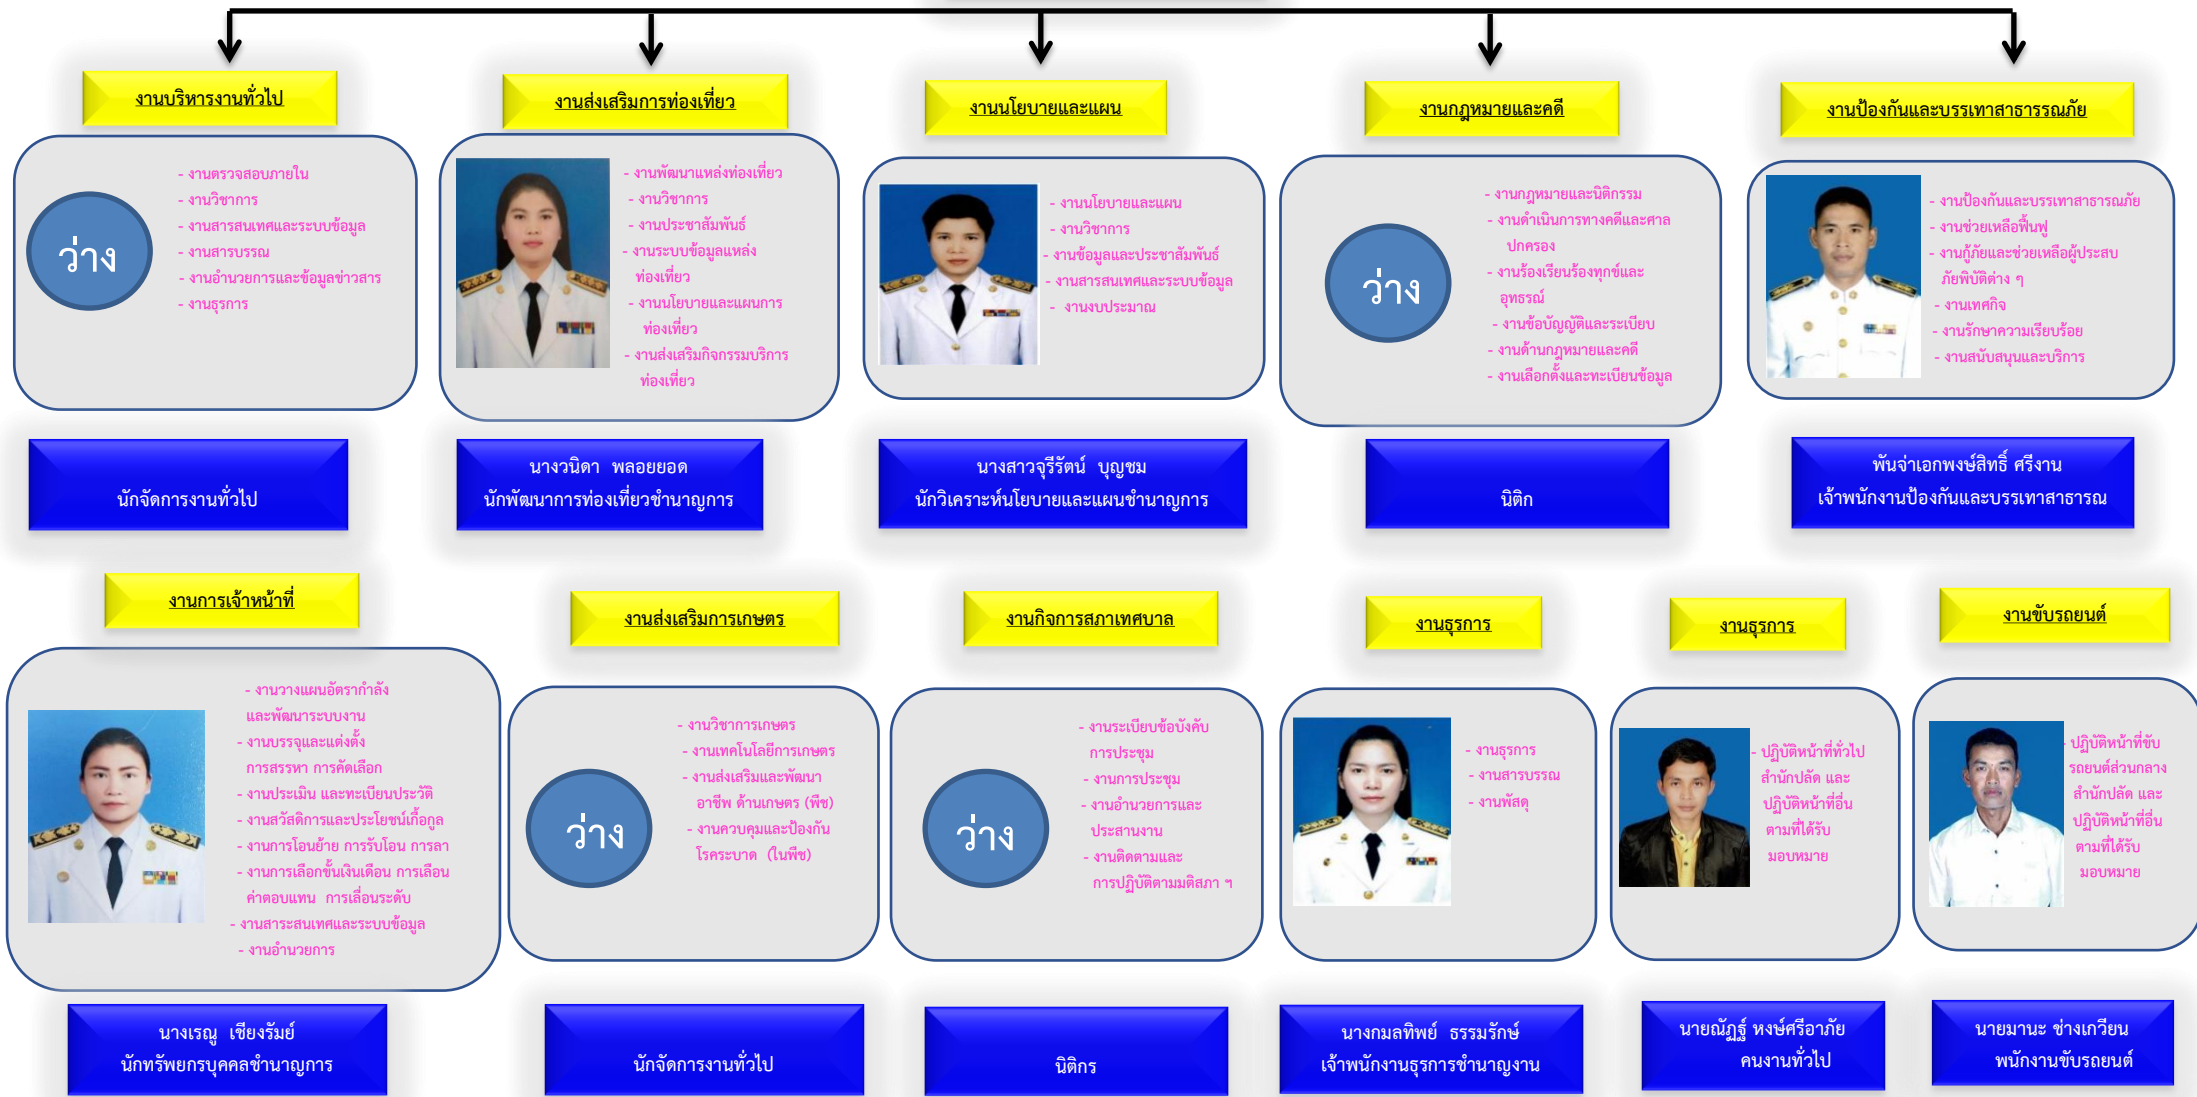 งานบริหารงานทั่วไป
ว่าง
- งานตรวจสอบภายใน
- งานวิชาการ
- งานสารสนเทศและระบบข้อมูล
- งานสารบรรณ
- งานอำนวยการและข้อมูลข่าวสาร
- งานธุรการ
นักจัดการงานทั่วไป
งานส่งเสริมการท่องเที่ยว
- งานพัฒนาแหล่งท่องเที่ยว
- งานวิชาการ
- งานประชาสัมพันธ์
- งานระบบข้อมูลแหล่ง
ท่องเที่ยว
- งานนโยบายและแผนการ
ท่องเที่ยว
- งานส่งเสริมกิจกรรมบริการ
ท่องเที่ยว
นางวนิดา พลอยยอด
นักพัฒนาการท่องเที่ยวชำนาญการ
งานนโยบายและแผน
- งานนโยบายและแผน
- งานวิชาการ
- งานข้อมูลและประชาสัมพันธ์
- งานสารสนเทศและระบบข้อมูล
- งานงบประมาณ
นางสาวจุรีรัตน์ บุญชม
นักวิเคราะห์นโยบายและแผนชำนาญการ
งานกฎหมายและคดี
ว่าง
- งานกฎหมายและนิติกรรม
- งานดำเนินการทางคดีและศาล
ปกครอง
- งานร้องเรียนร้องทุกข์และ
อุทธรณ์
- งานข้อบัญญัติและระเบียบ
- งานด้านกฎหมายและคดี
- งานเลือกตั้งและทะเบียนข้อมูล
นิติก
งานป้องกันและบรรเทาสาธารรณภัย
- งานป้องกันและบรรเทาสาธารณภัย
- งานช่วยเหลือฟื้นฟู
- งานกู้ภัยและช่วยเหลือผู้ประสบ
ภัยพิบัติต่าง ๆ
- งานเทศกิจ
- งานรักษาความเรียบร้อย
- งานสนับสนุนและบริการ
พันจ่าเอกพงษ์สิทธิ์ ศรีงาน
เจ้าพนักงานป้องกันและบรรเทาสาธารณ
งานการเจ้าหน้าที่
- งานวางแผนอัตรากำลัง
และพัฒนาระบบงาน
- งานบรรจุและแต่งตั้ง
การสรรหา การคัดเลือก
- งานประเมิน และทะเบียนประวัติ
- งานสวัสดิการและประโยชน์เกื้อกูล
- งานการโอนย้าย การรับโอน การลา
- งานการเลือกขั้นเงินเดือน การเลือน
ค่าตอบแทน การเลื่อนระดับ
- งานสาระสนเทศและระบบข้อมูล
- งานอำนวยการ
นางเรณู เชียงรัมย์
นักทรัพยกรบุคคลชำนาญการ
งานส่งเสริมการเกษตร
ว่าง
- งานวิชาการเกษตร
- งานเทคโนโลยีการเกษตร
- งานส่งเสริมและพัฒนา
อาชีพ ด้านเกษตร (พืช)
- งานควบคุมและป้องกัน
โรคระบาด (ในพืช)
นักจัดการงานทั่วไป
งานกิจการสภาเทศบาล
ว่าง
- งานระเบียบข้อบังคับ
การประชุม
- งานการประชุม
- งานอำนวยการและ
ประสานงาน
- งานติดตามและ
การปฏิบัติตามมติสภา ฯ
นิติกร
งานธุรการ
- งานธุรการ
- งานสารบรรณ
- งานพัสดุ
นางกมลทิพย์ ธรรมรักษ์
เจ้าพนักงานธุรการชำนาญงาน
งานธุรการ
- ปฏิบัติหน้าที่ทั่วไป
สำนักปลัด และ
ปฏิบัติหน้าที่อื่น
ตามที่ได้รับ
มอบหมาย
นายณัฏฐ์ หงษ์ศรีอาภัย
คนงานทั่วไป
งานขับรถยนต์
- ปฏิบัติหน้าที่ขับ
รถยนต์ส่วนกลาง
สำนักปลัด และ
ปฏิบัติหน้าที่อื่น
ตามที่ได้รับ
มอบหมาย
นายมานะ ช่างเกวียน
พนักงานขับรถยนต์